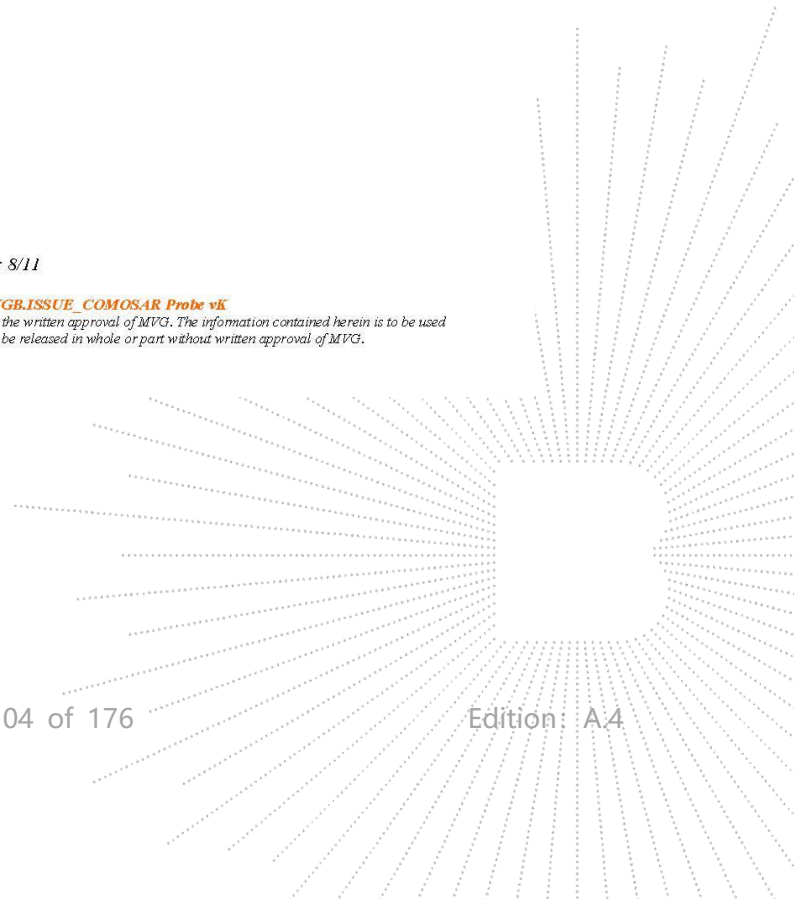 : 8/11
GB.ISSUE_COMOSAR Probe vK
the written approval of MVG. The information contained herein is to be used
be released in whole or part without written approval of MVG.
04 of 176 Edition: A.4